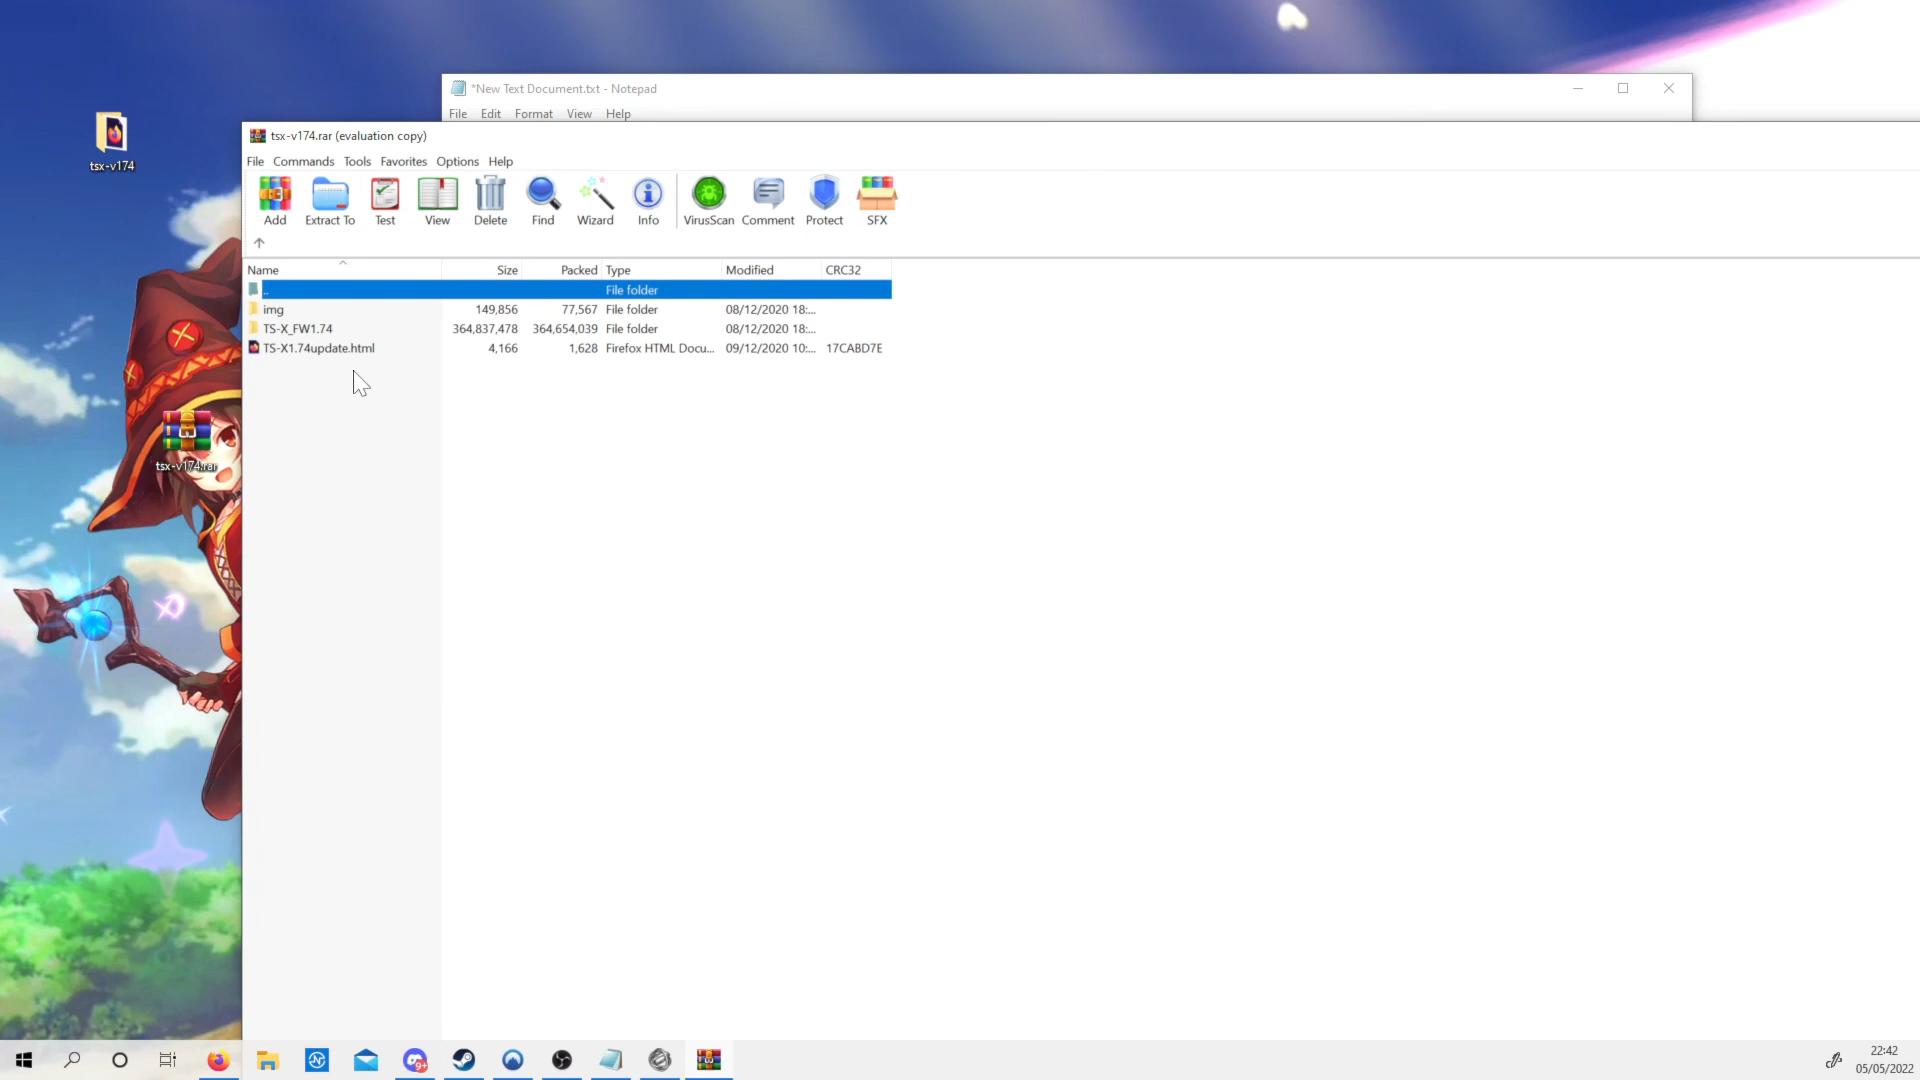 *New Text Document.txt - Notepad
File Edit Format View Help
tsx-v174
tsx-v174.rar (evaluation copy)
File Commands Tools Favorites Options Help
Add Extract To Test View Delete Find Wizard Info VirusScan Comment Protect SFX
Name Size Packed Type Modified CRC32
.. File folder
img 149,856 77,567 File folder 08/12/2020 18:...
TS-X_FW1.74 364,837,478 364,654,039 File folder 08/12/2020 18:...
TS-X1.74update.html 4,166 1,628 Firefox HTML Docu... 09/12/2020 10:... 17CABD7E
tsx-v174.rar
9+
22:42
05/05/2022